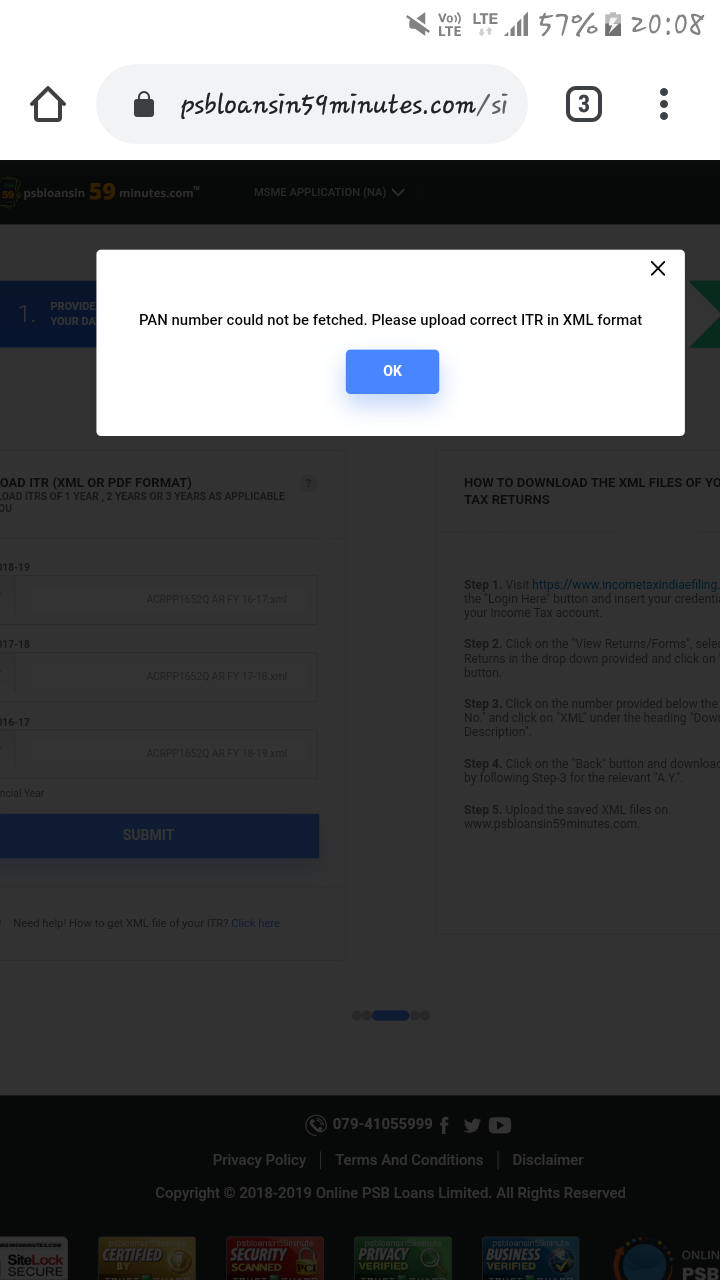 Vo)) LTE LTE 57% 20:08
psbloansin59minutes.com/si 3
59 psbloansin 59 minutes.com™ MSME APPLICATION (NA)
PAN number could not be fetched. Please upload correct ITR in XML format
OK
1. PROVIDE
YOUR DA
OAD ITR (XML OR PDF FORMAT) ?
LOAD ITRS OF 1 YEAR , 2 YEARS OR 3 YEARS AS APPLICABLE
OU
018-19
ACRPP1652Q AR FY 16-17.xml
017-18
ACRPP1652Q AR FY 17-18.xml
016-17
ACRPP1652Q AR FY 18-19.xml
ncial Year
SUBMIT
Need help! How to get XML file of your ITR? Click here
HOW TO DOWNLOAD THE XML FILES OF YO
TAX RETURNS
Step 1. Visit https://www.incometaxindiaefiling.
the "Login Here" button and insert your credentia
your Income Tax account.
Step 2. Click on the "View Returns/Forms", selec
Returns in the drop down provided and click on
button.
Step 3. Click on the number provided below the
No." and click on "XML" under the heading "Down
Description".
Step 4. Click on the "Back" button and download
by following Step-3 for the relevant "A.Y.".
Step 5. Upload the saved XML files on
www.psbloansin59minutes.com.
079-41055999
Privacy Policy | Terms And Conditions | Disclaimer
Copyright © 2018-2019 Online PSB Loans Limited. All Rights Reserved
SiteLock
SECURE
psbloansin59minute
CERTIFIED
BY
psbloansin59minute
SECURITY
SCANNED PCI
psbloansin59minute
PRIVACY
VERIFIED
psbloansin59minute
BUSINESS
VERIFIED
ONLIN
PSB